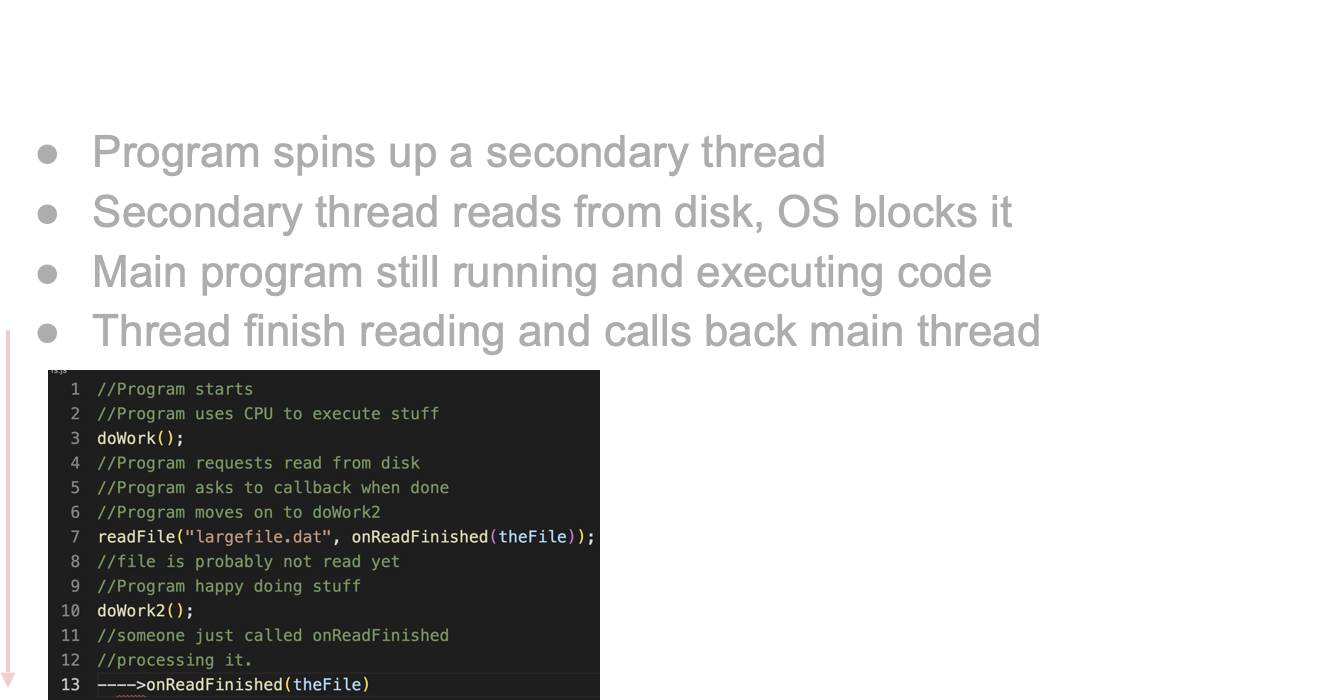 ● Program spins up a secondary thread
● Secondary thread reads from disk, OS blocks it
● Main program still running and executing code
● Thread finish reading and calls back main thread
1 //Program starts
2 //Program uses CPU to execute stuff
3 doWork();
4 //Program requests read from disk
5 //Program asks to callback when done
6 //Program moves on to doWork2
7 readFile("largefile.dat", onReadFinished(theFile));
8 //file is probably not read yet
9 //Program happy doing stuff
10 doWork2();
11 //someone just called onReadFinished
12 //processing it.
13 ---->onReadFinished(theFile)